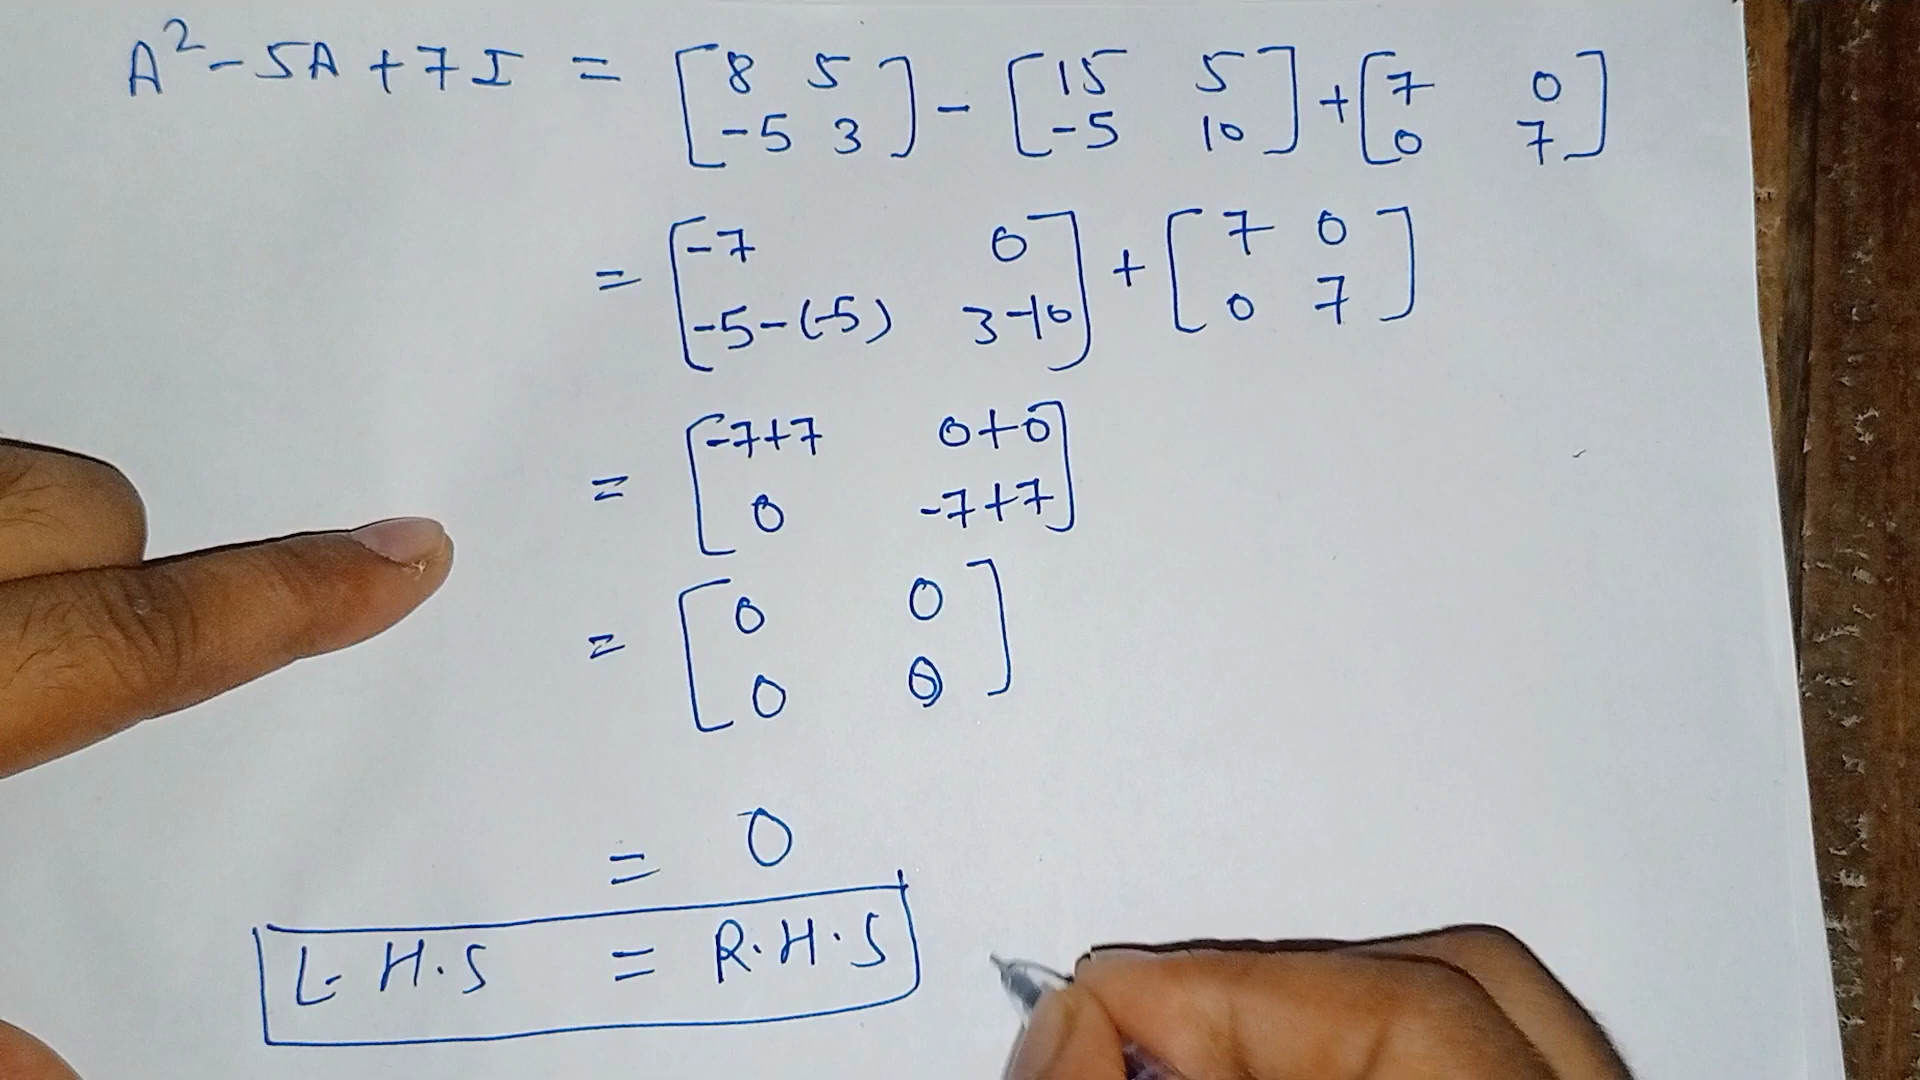 A² - 5A + 7I = [8 5; -5 3] - [15 5; -5 10] + [7 0; 0 7]
= [-7 0; -5-(-5) 3-10] + [7 0; 0 7]
= [-7+7 0+0; 0 -7+7]
= [0 0; 0 0]
= 0
L.H.S = R.H.S